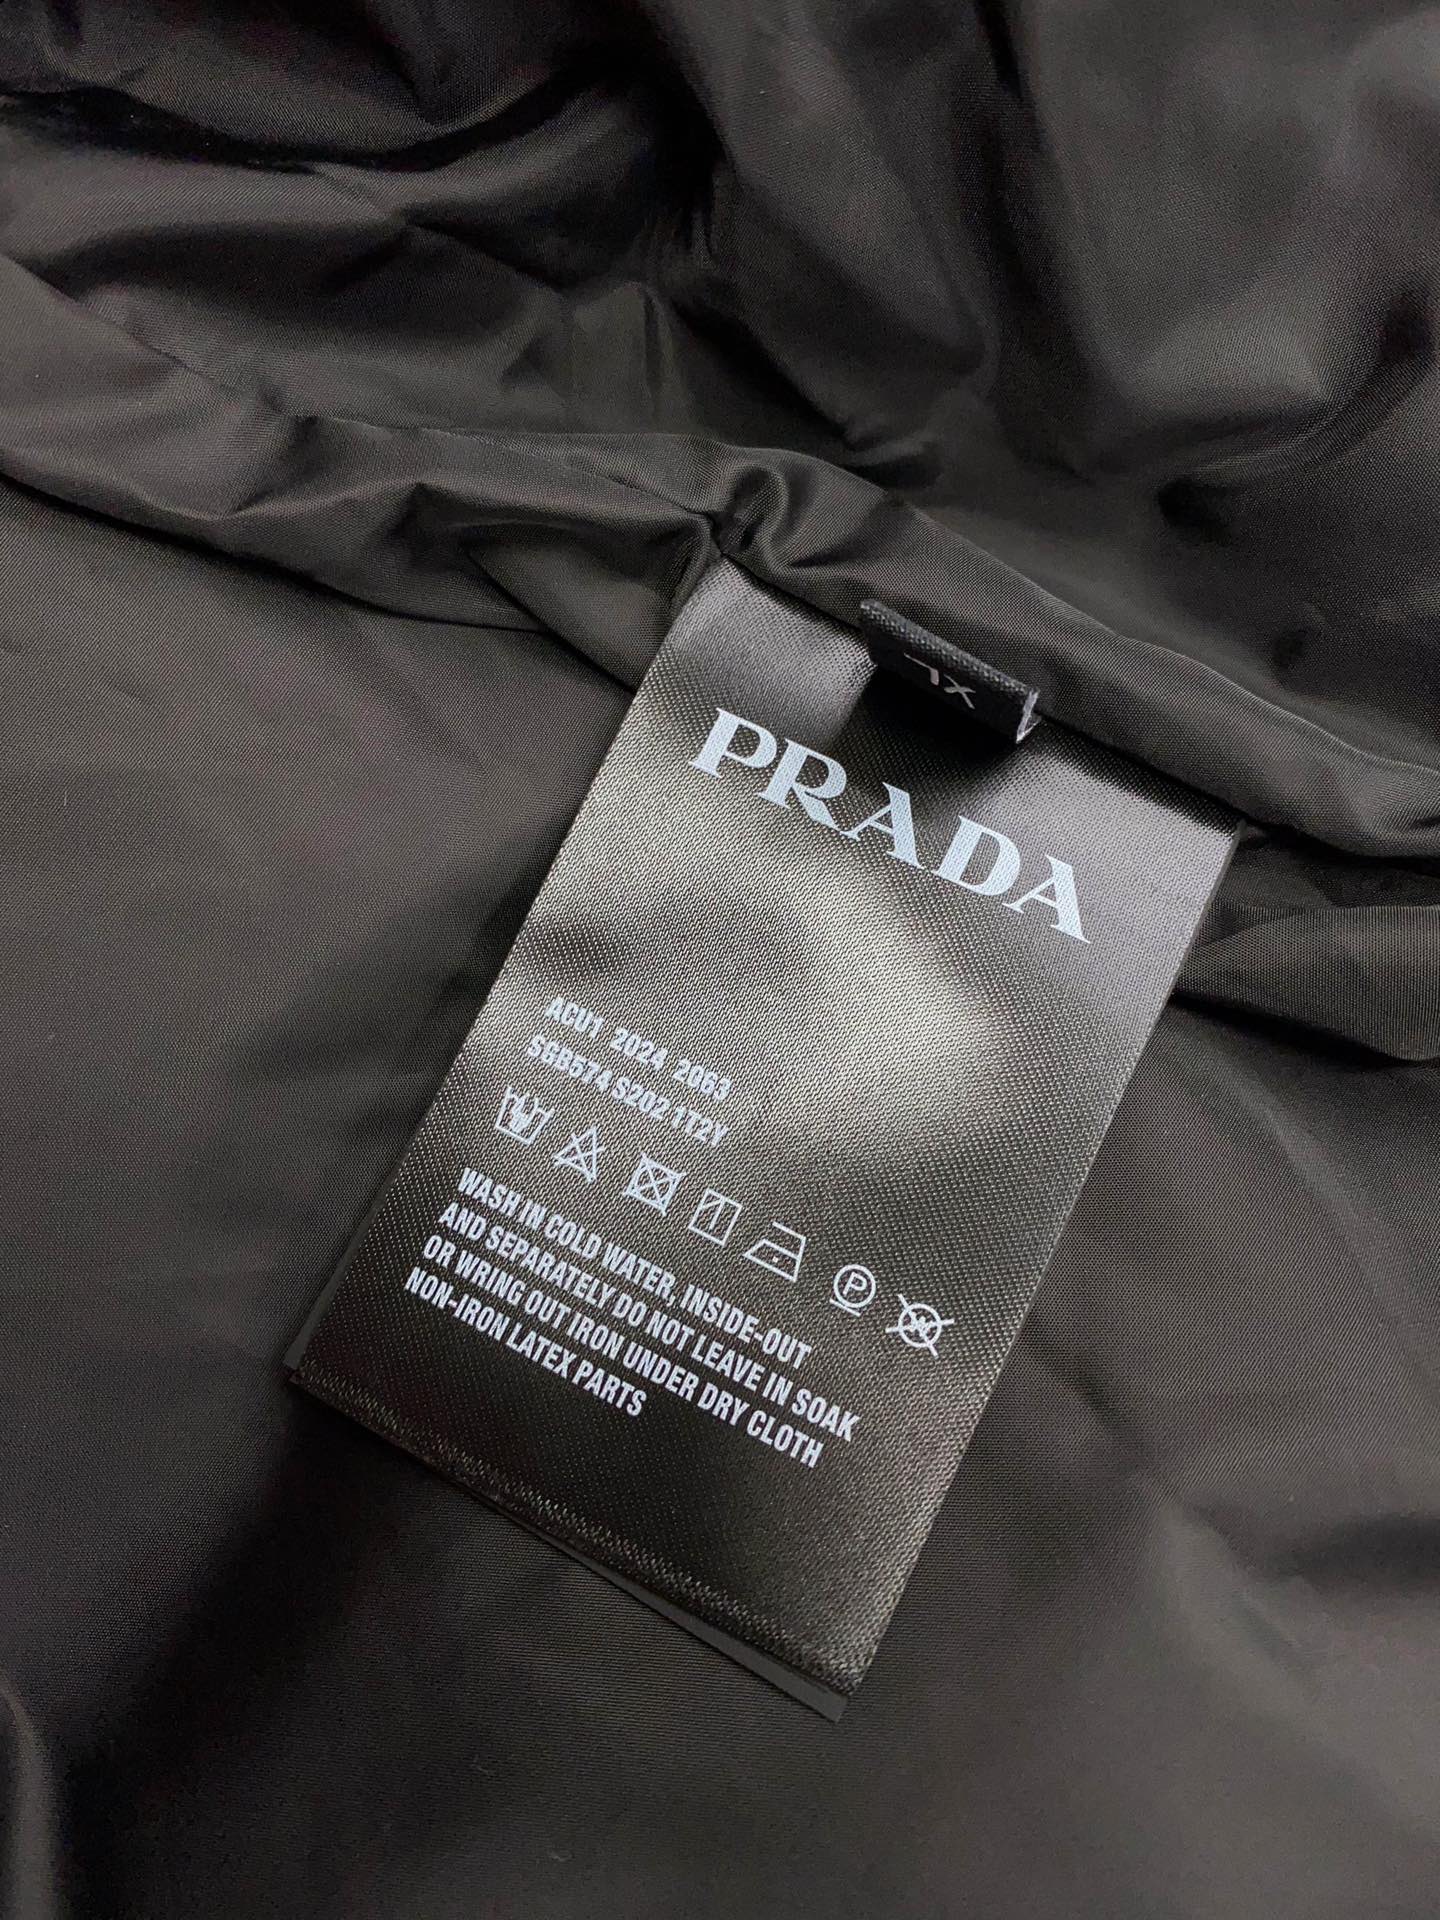 XL
PRADA
ACU1 2024 2G63
SGB574 S202 1T2Y
P
WASH IN COLD WATER, INSIDE-OUT
AND SEPARATELY DO NOT LEAVE IN SOAK
OR WRING OUT IRON UNDER DRY CLOTH
NON-IRON LATEX PARTS